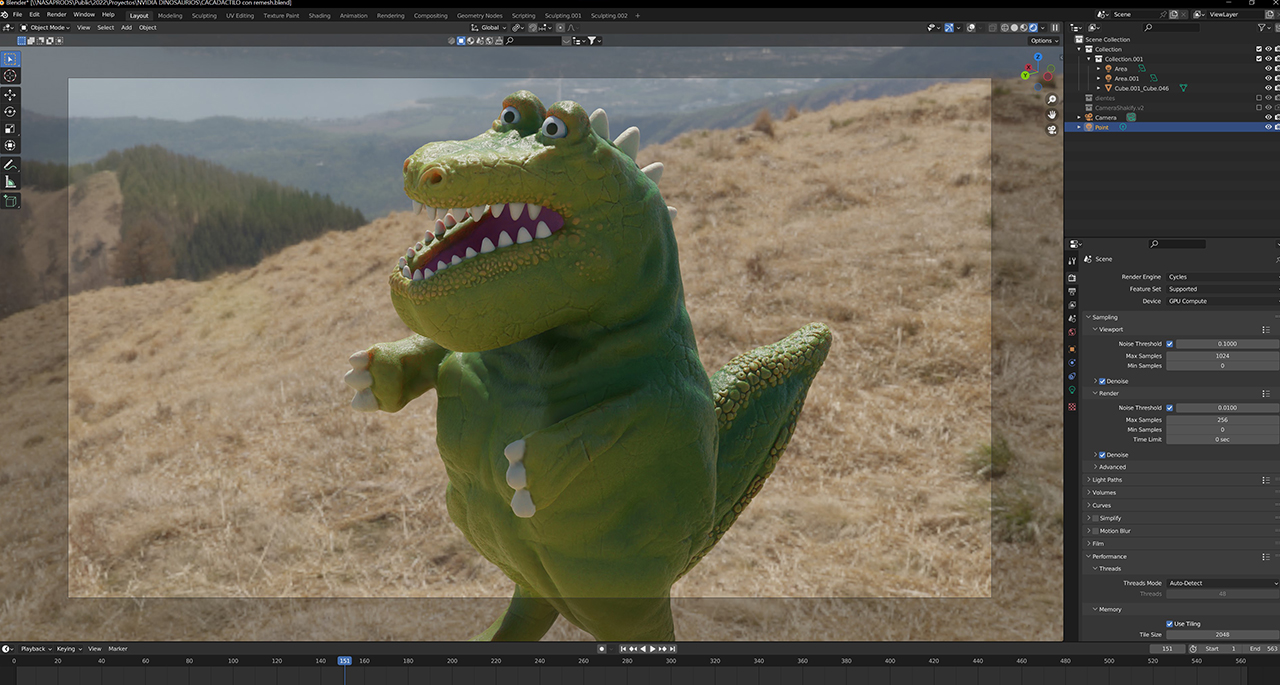 Blender* [\\NASAPRODS\Public\2022\Proyectos\NVIDIA DINOSAURIOS\CACADÁCTILO con remesh.blend]
File Edit Render Window Help Layout Modeling Sculpting UV Editing Texture Paint Shading Animation Rendering Compositing Geometry Nodes Scripting Sculpting.001 Sculpting.002 +
Scene ViewLayer
Object Mode View Select Add Object Global
Options
Scene Collection
Collection
Collection.001
Area
Area.001
Cube.001_Cube.046
dientes
CameraShakify.v2
Camera
Point
Z
X
Y
Scene
Render Engine Cycles
Feature Set Supported
Device GPU Compute
Sampling
Viewport
Noise Threshold 0.1000
Max Samples 1024
Min Samples 0
Denoise
Render
Noise Threshold 0.0100
Max Samples 256
Min Samples 0
Time Limit 0 sec
Denoise
Advanced
Light Paths
Volumes
Curves
Simplify
Motion Blur
Film
Performance
Threads
Threads Mode Auto-Detect
Threads 48
Memory
Use Tiling
Tile Size 2048
Playback Keying View Marker 151 Start 1 End 563
0 20 40 60 80 100 120 140 151 160 180 200 220 240 260 280 300 320 340 360 380 400 420 440 460 480 500 520 540 560